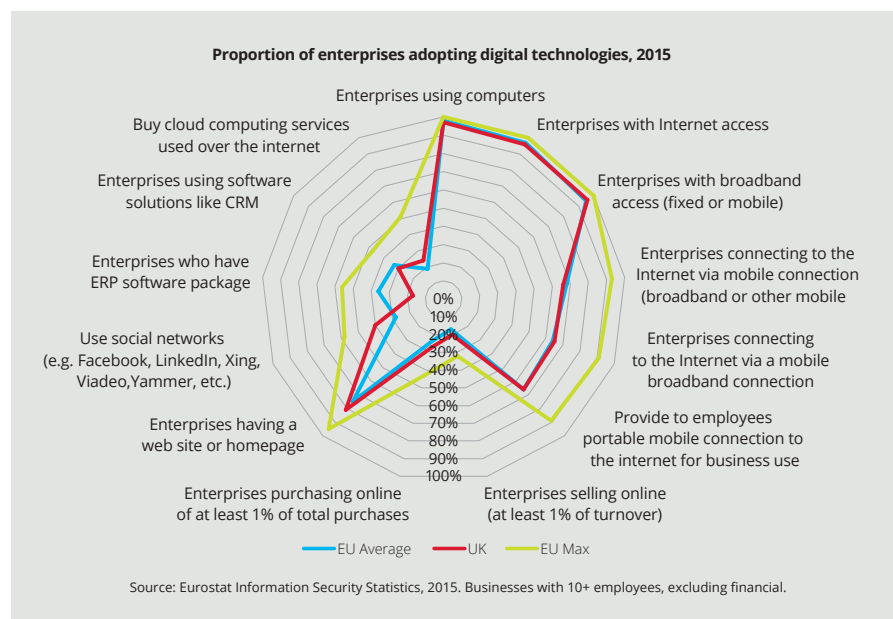 Proportion of enterprises adopting digital technologies, 2015
Enterprises using computers
Enterprises with Internet access
Enterprises with broadband
access (fixed or mobile)
Enterprises connecting to the
Internet via mobile connection
(broadband or other mobile
Enterprises connecting
to the Internet via a mobile
broadband connection
Provide to employees
portable mobile connection to
the internet for business use
Enterprises selling online
(at least 1% of turnover)
Enterprises purchasing online
of at least 1% of total purchases
Enterprises having a
web site or homepage
Use social networks
(e.g. Facebook, LinkedIn, Xing,
Viadeo,Yammer, etc.)
Enterprises who have
ERP software package
Enterprises using software
solutions like CRM
Buy cloud computing services
used over the internet
0%
10%
20%
30%
40%
50%
60%
70%
80%
90%
100%
EU Average
UK
EU Max
Source: Eurostat Information Security Statistics, 2015. Businesses with 10+ employees, excluding financial.